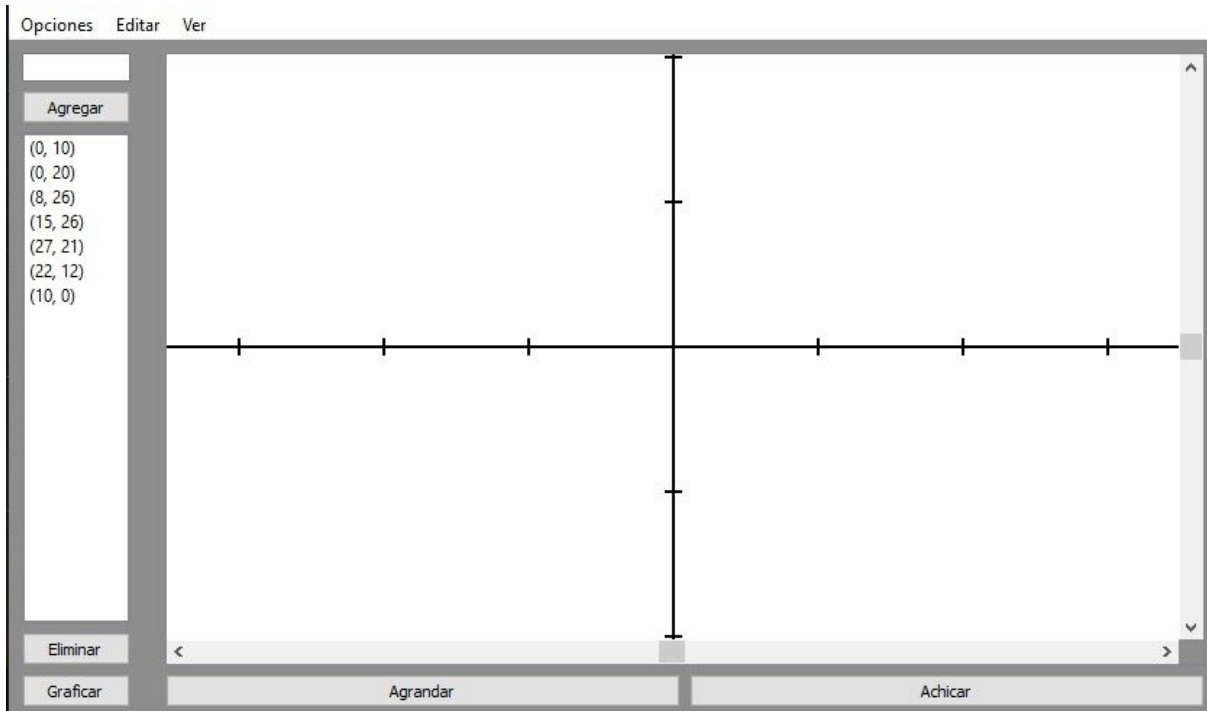 Opciones Editar Ver
Agregar
(0, 10)
(0, 20)
(8, 26)
(15, 26)
(27, 21)
(22, 12)
(10, 0)
Eliminar
Graficar
Agrandar
Achicar